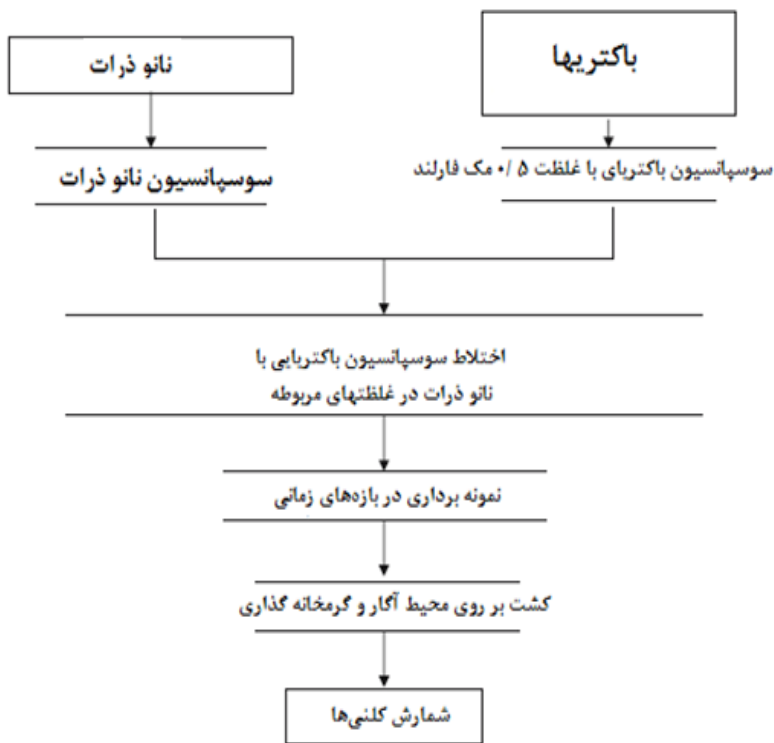 باکتریها
نانو ذرات
سوسپانسیون باکتریای با غلظت ۰/۵ مک فارلند
سوسپانسیون نانو ذرات
اختلاط سوسپانسیون باکتریایی با
نانو ذرات در غلظتهای مربوطه
نمونه برداری در بازه‌های زمانی
کشت بر روی محیط آگار و گرمخانه گذاری
شمارش کلنی‌ها